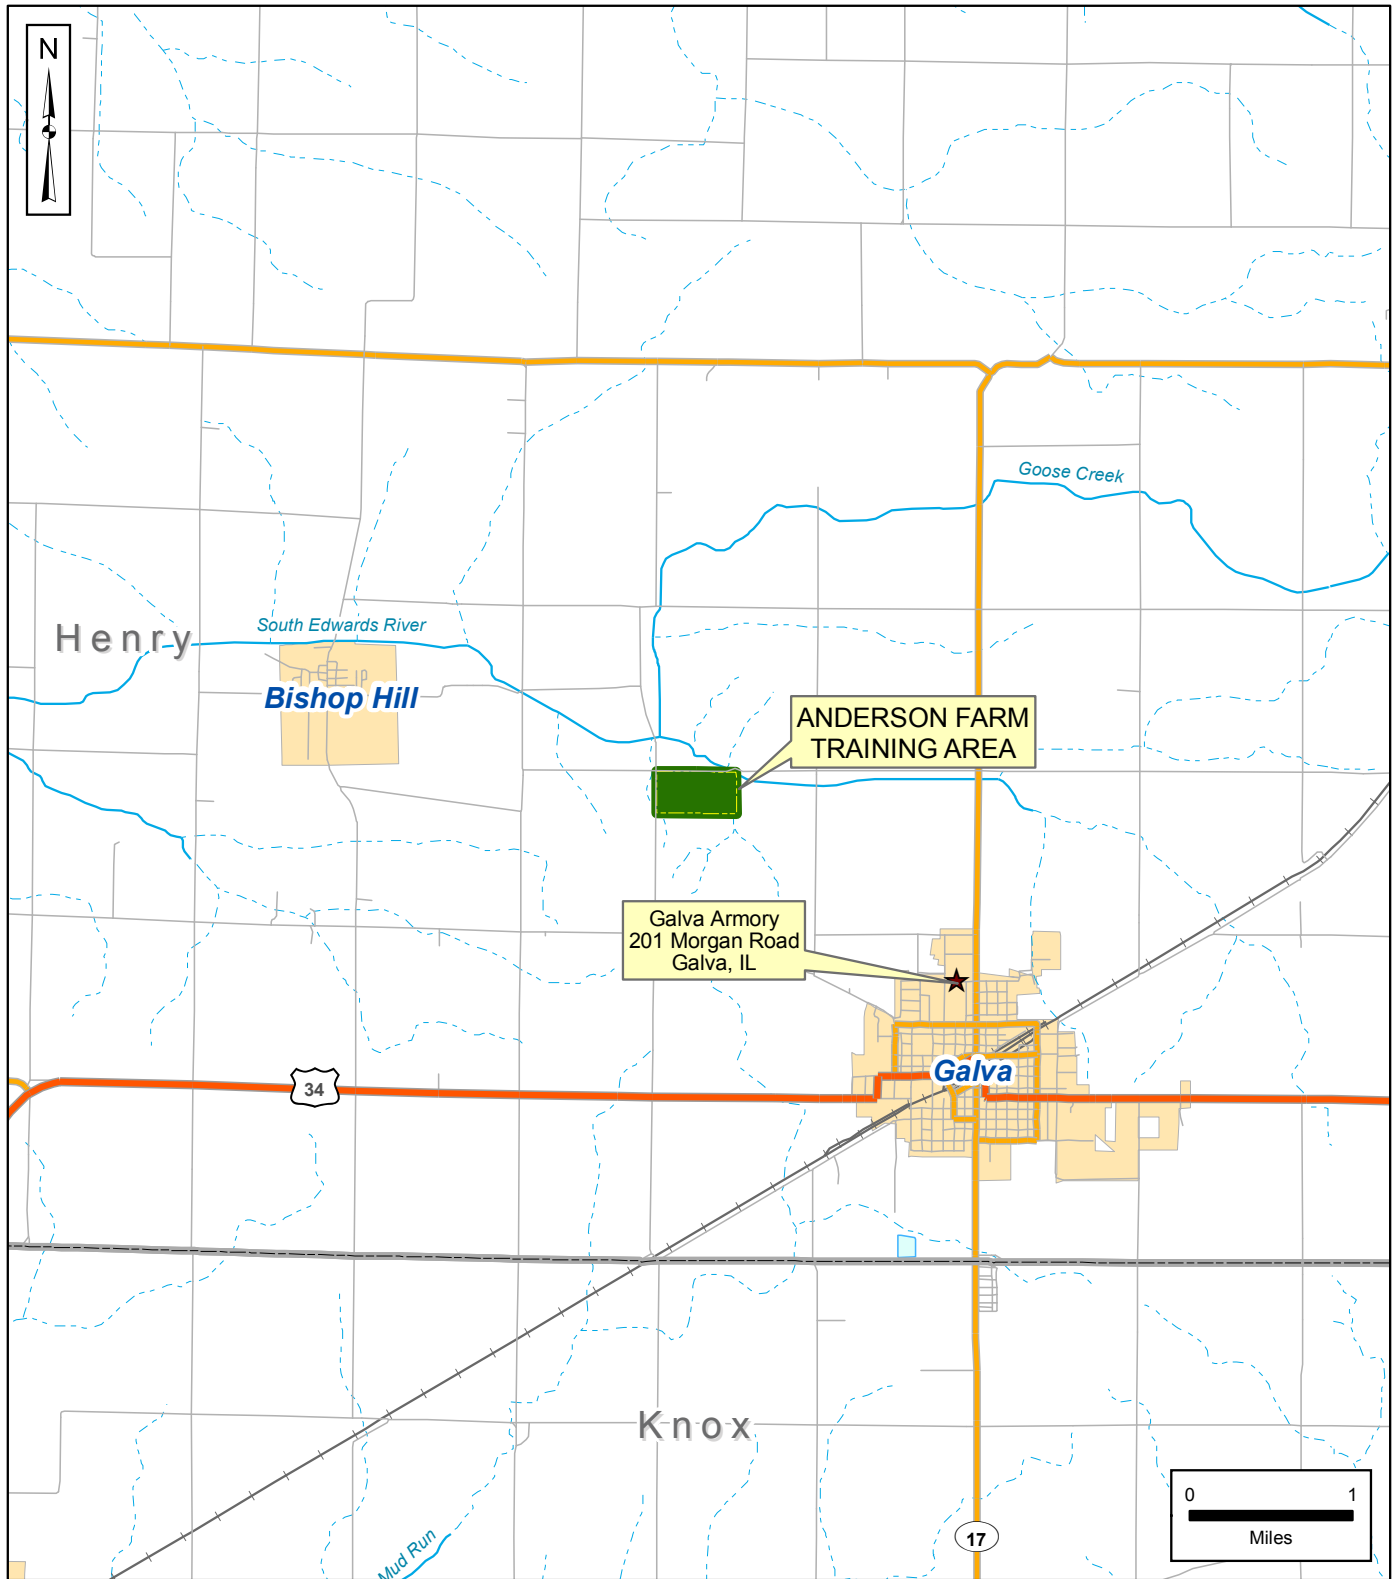 N
Goose Creek
South Edwards River
Henry
Bishop Hill
ANDERSON FARM
TRAINING AREA
Galva Armory
201 Morgan Road
Galva, IL
Galva
34
Knox
0 1
Miles
17
Mud Run